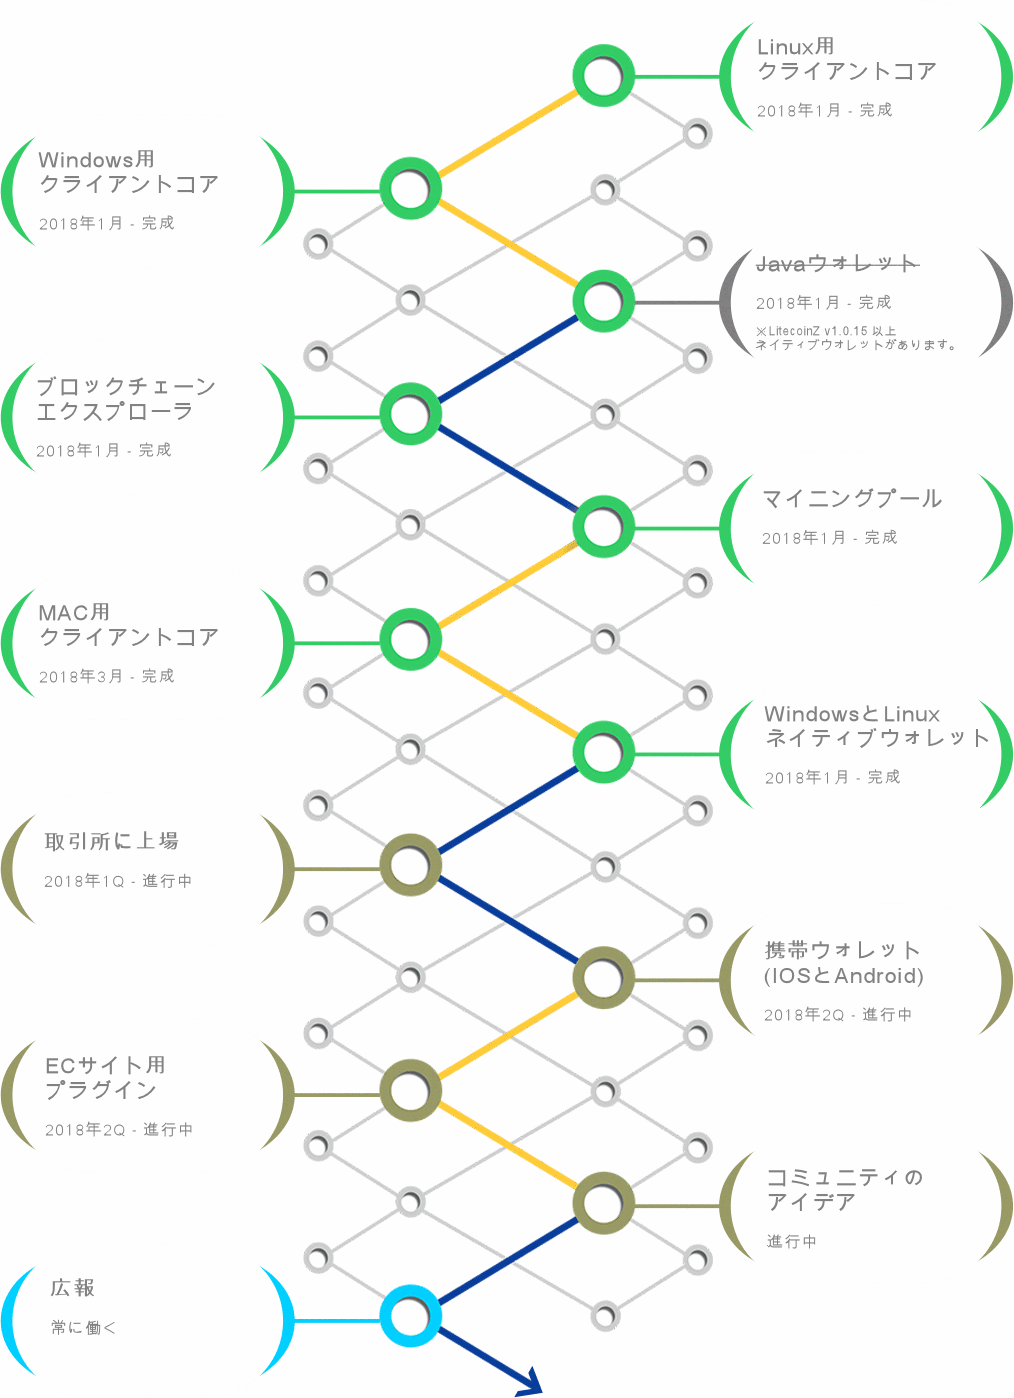 Linux用
クライアントコア
2018年1月 - 完成
Windows用
クライアントコア
2018年1月 - 完成
Javaウォレット
2018年1月 - 完成
※LitecoinZ v1.0.15 以上
ネイティブウォレットがあります。
ブロックチェーン
エクスプローラ
2018年1月 - 完成
マイニングプール
2018年1月 - 完成
MAC用
クライアントコア
2018年3月 - 完成
WindowsとLinux
ネイティブウォレット
2018年1月 - 完成
取引所に上場
2018年1Q - 進行中
携帯ウォレット
(IOSとAndroid)
2018年2Q - 進行中
ECサイト用
プラグイン
2018年2Q - 進行中
コミュニティの
アイデア
進行中
広報
常に働く